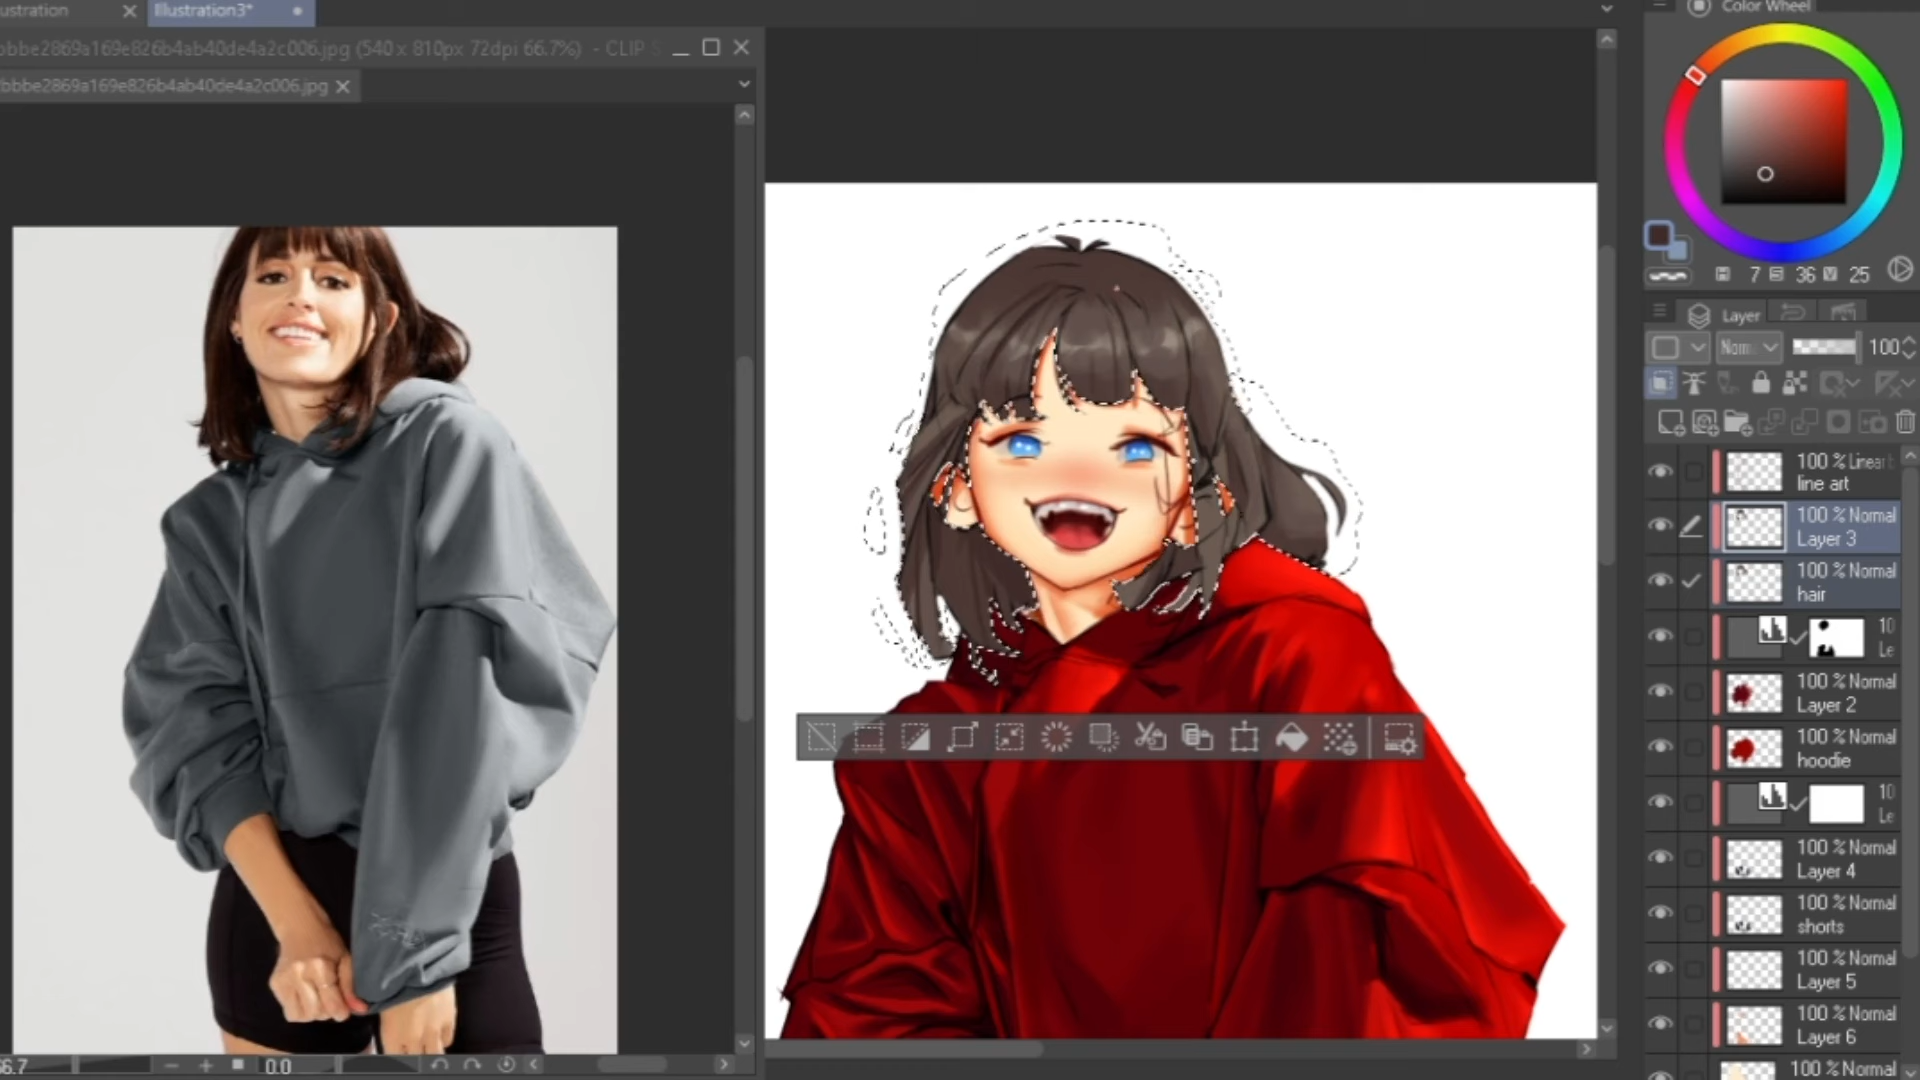 ustration
Illustration3*
Color Wheel
bbbe2869a169e826b4ab40de4a2c006.jpg (540 x 810px 72dpi 66.7%) - CLIP S
bbbe2869a169e826b4ab40de4a2c006.jpg
7 S 36 V 25
Layer
Norm 100
100 % Linear
line art
100 % Normal
Layer 3
100 % Normal
hair
10
Le
100 % Normal
Layer 2
100 % Normal
hoodie
10
Le
100 % Normal
Layer 4
100 % Normal
shorts
100 % Normal
Layer 5
100 % Normal
Layer 6
100 % Normal
66.7
0.0